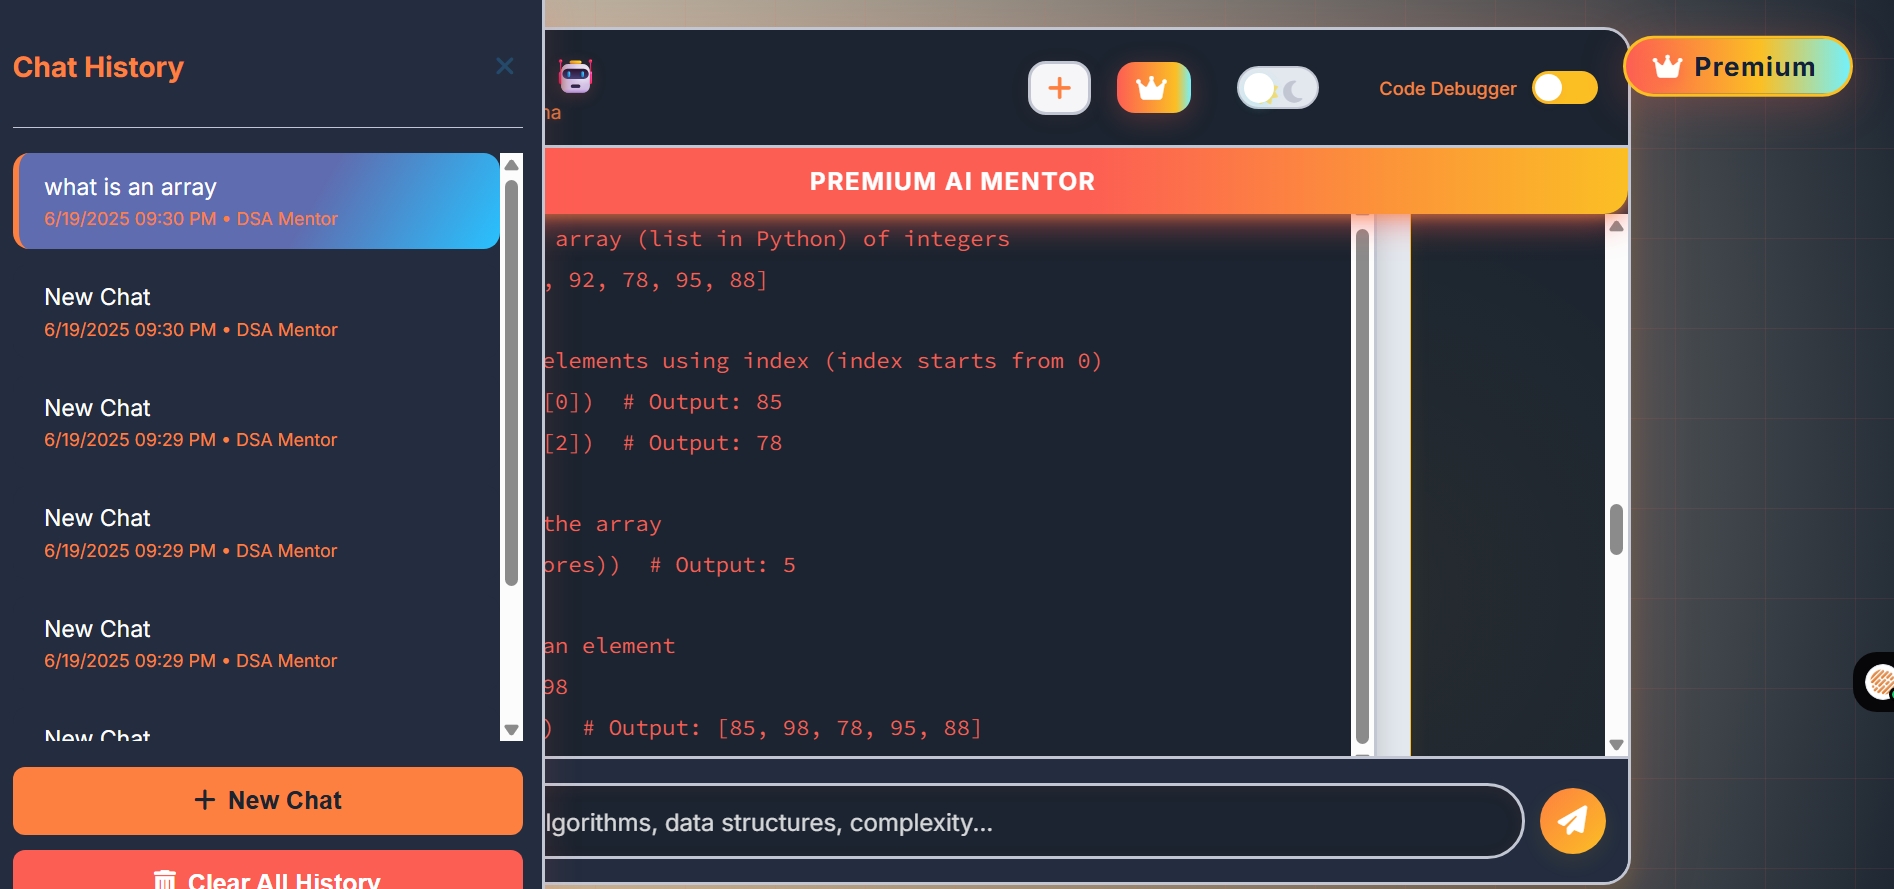 Chat History
what is an array
6/19/2025 09:30 PM • DSA Mentor
New Chat
6/19/2025 09:30 PM • DSA Mentor
New Chat
6/19/2025 09:29 PM • DSA Mentor
New Chat
6/19/2025 09:29 PM • DSA Mentor
New Chat
6/19/2025 09:29 PM • DSA Mentor
New Chat
+ New Chat
Clear All History
na
Code Debugger
Premium
PREMIUM AI MENTOR
array (list in Python) of integers
, 92, 78, 95, 88]
elements using index (index starts from 0)
[0])  # Output: 85
[2])  # Output: 78
the array
ores))  # Output: 5
an element
98
)  # Output: [85, 98, 78, 95, 88]
lgorithms, data structures, complexity...